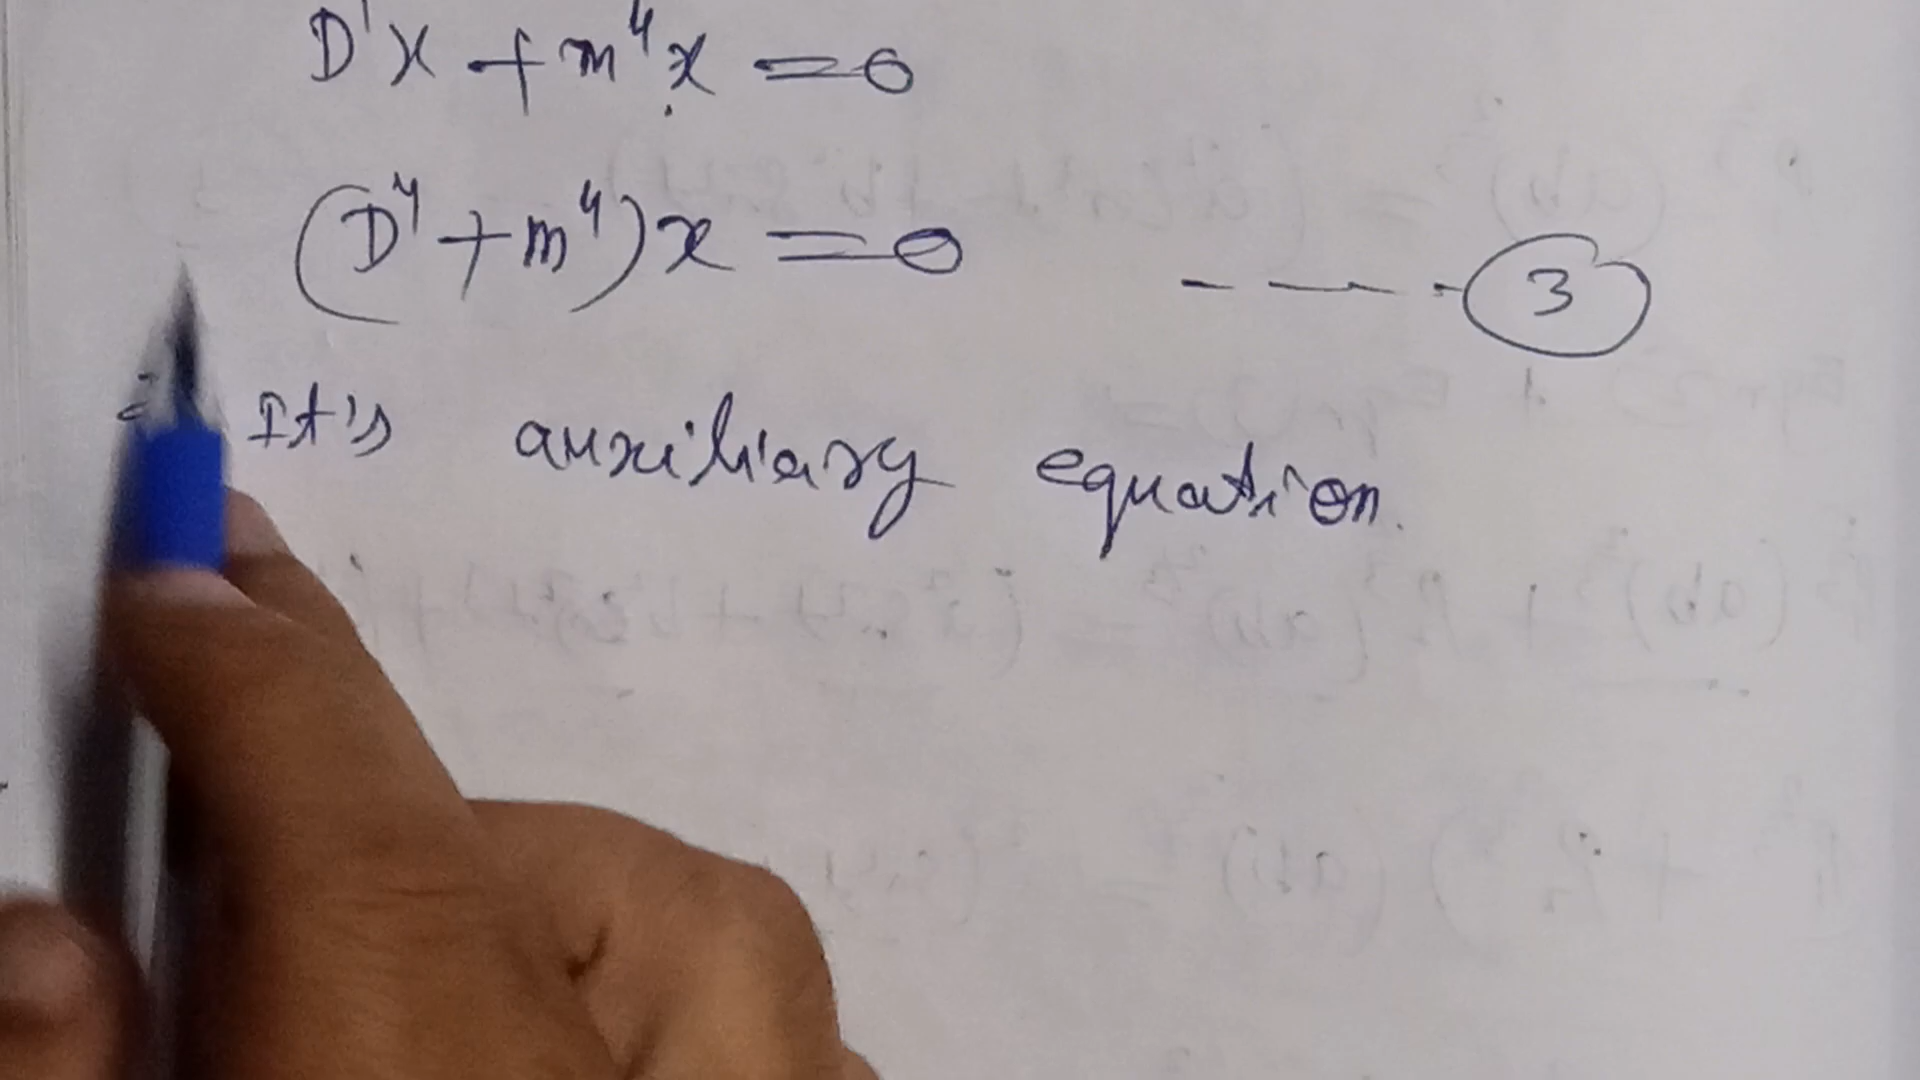 D⁴x + m⁴x = 0
(D⁴ + m⁴)x = 0 - - - - (3)
It's auxiliary equation.